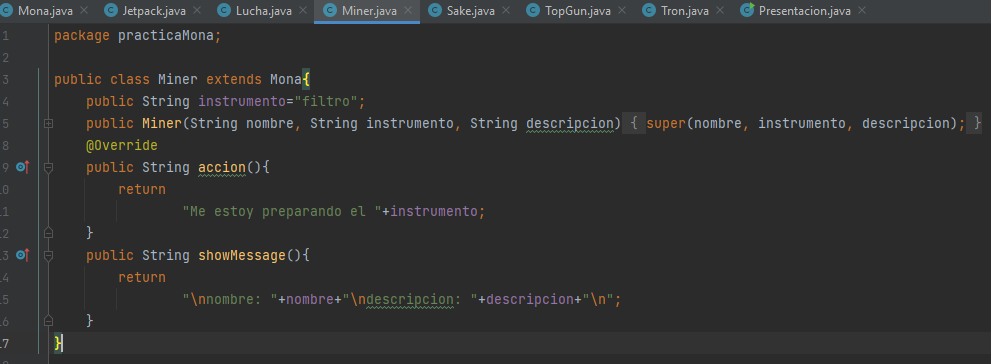 Mona.java Jetpack.java Lucha.java Miner.java Sake.java TopGun.java Tron.java Presentacion.java
1 package practicaMona;
2
3 public class Miner extends Mona{
4 public String instrumento="filtro";
5 public Miner(String nombre, String instrumento, String descripcion) { super(nombre, instrumento, descripcion); }
8 @Override
9 public String accion(){
10 return
11 "Me estoy preparando el "+instrumento;
12 }
13 public String showMessage(){
14 return
15 "\nnombre: "+nombre+"\ndescripcion: "+descripcion+"\n";
16 }
17 }